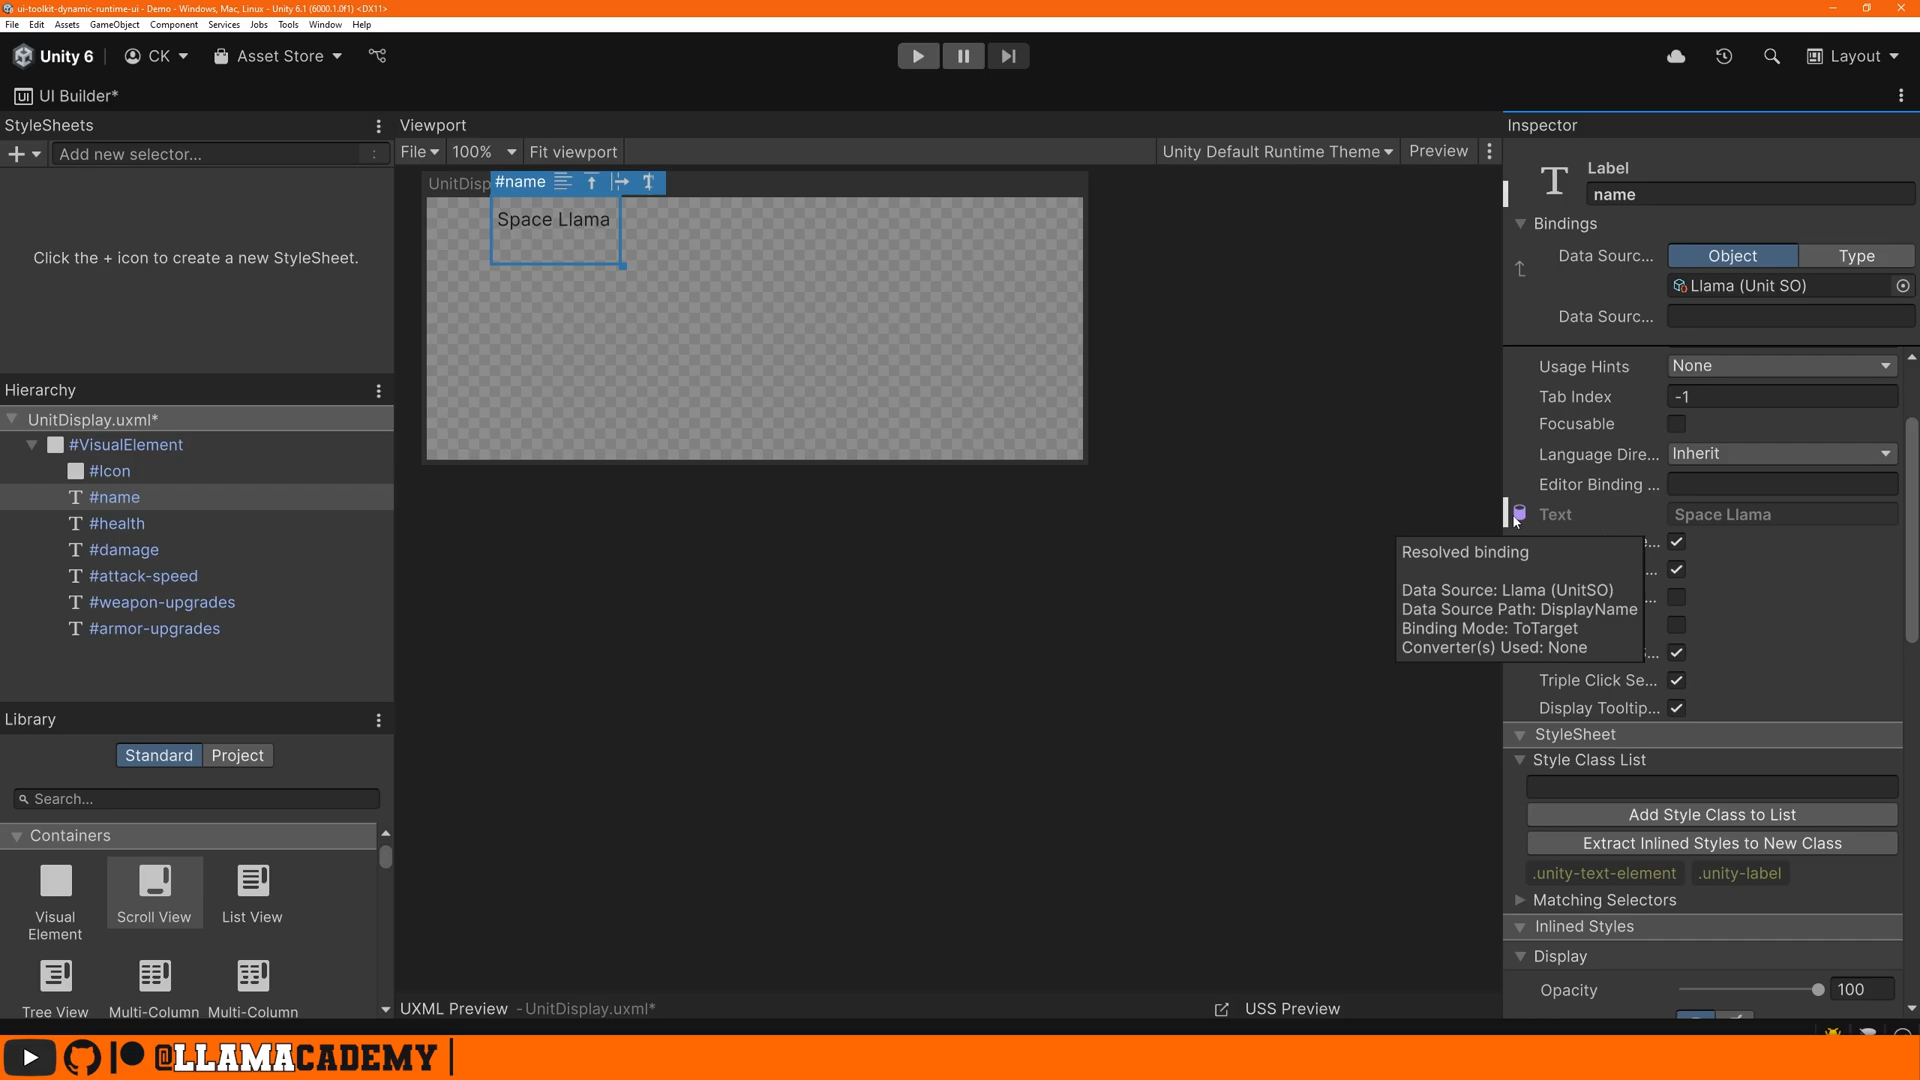 ui-toolkit-dynamic-runtime-ui - Demo - Windows, Mac, Linux - Unity 6.1 (6000.1.0f1) <DX11>
File Edit Assets GameObject Component Services Jobs Tools Window Help
Unity 6 CK Asset Store Layout
UI UI Builder*
StyleSheets
Add new selector...
Click the + icon to create a new StyleSheet.
Hierarchy
UnitDisplay.uxml*
#VisualElement
#Icon
#name
#health
#damage
#attack-speed
#weapon-upgrades
#armor-upgrades
Library
Standard Project
Search...
Containers
Visual Element
Scroll View
List View
Tree View
Multi-Column
Multi-Column
Viewport
File 100% Fit viewport Unity Default Runtime Theme Preview
UnitDisp #name
Space Llama
UXML Preview - UnitDisplay.uxml* USS Preview
Inspector
Label
name
Bindings
Data Sourc... Object Type
Llama (Unit SO)
Data Sourc...
Usage Hints None
Tab Index -1
Focusable
Language Dire... Inherit
Editor Binding ...
Text Space Llama
Resolved binding
Data Source: Llama (UnitSO)
Data Source Path: DisplayName
Binding Mode: ToTarget
Converter(s) Used: None
Triple Click Se...
Display Tooltip...
StyleSheet
Style Class List
Add Style Class to List
Extract Inlined Styles to New Class
.unity-text-element .unity-label
Matching Selectors
Inlined Styles
Display
Opacity 100
@LLAMACADEMY